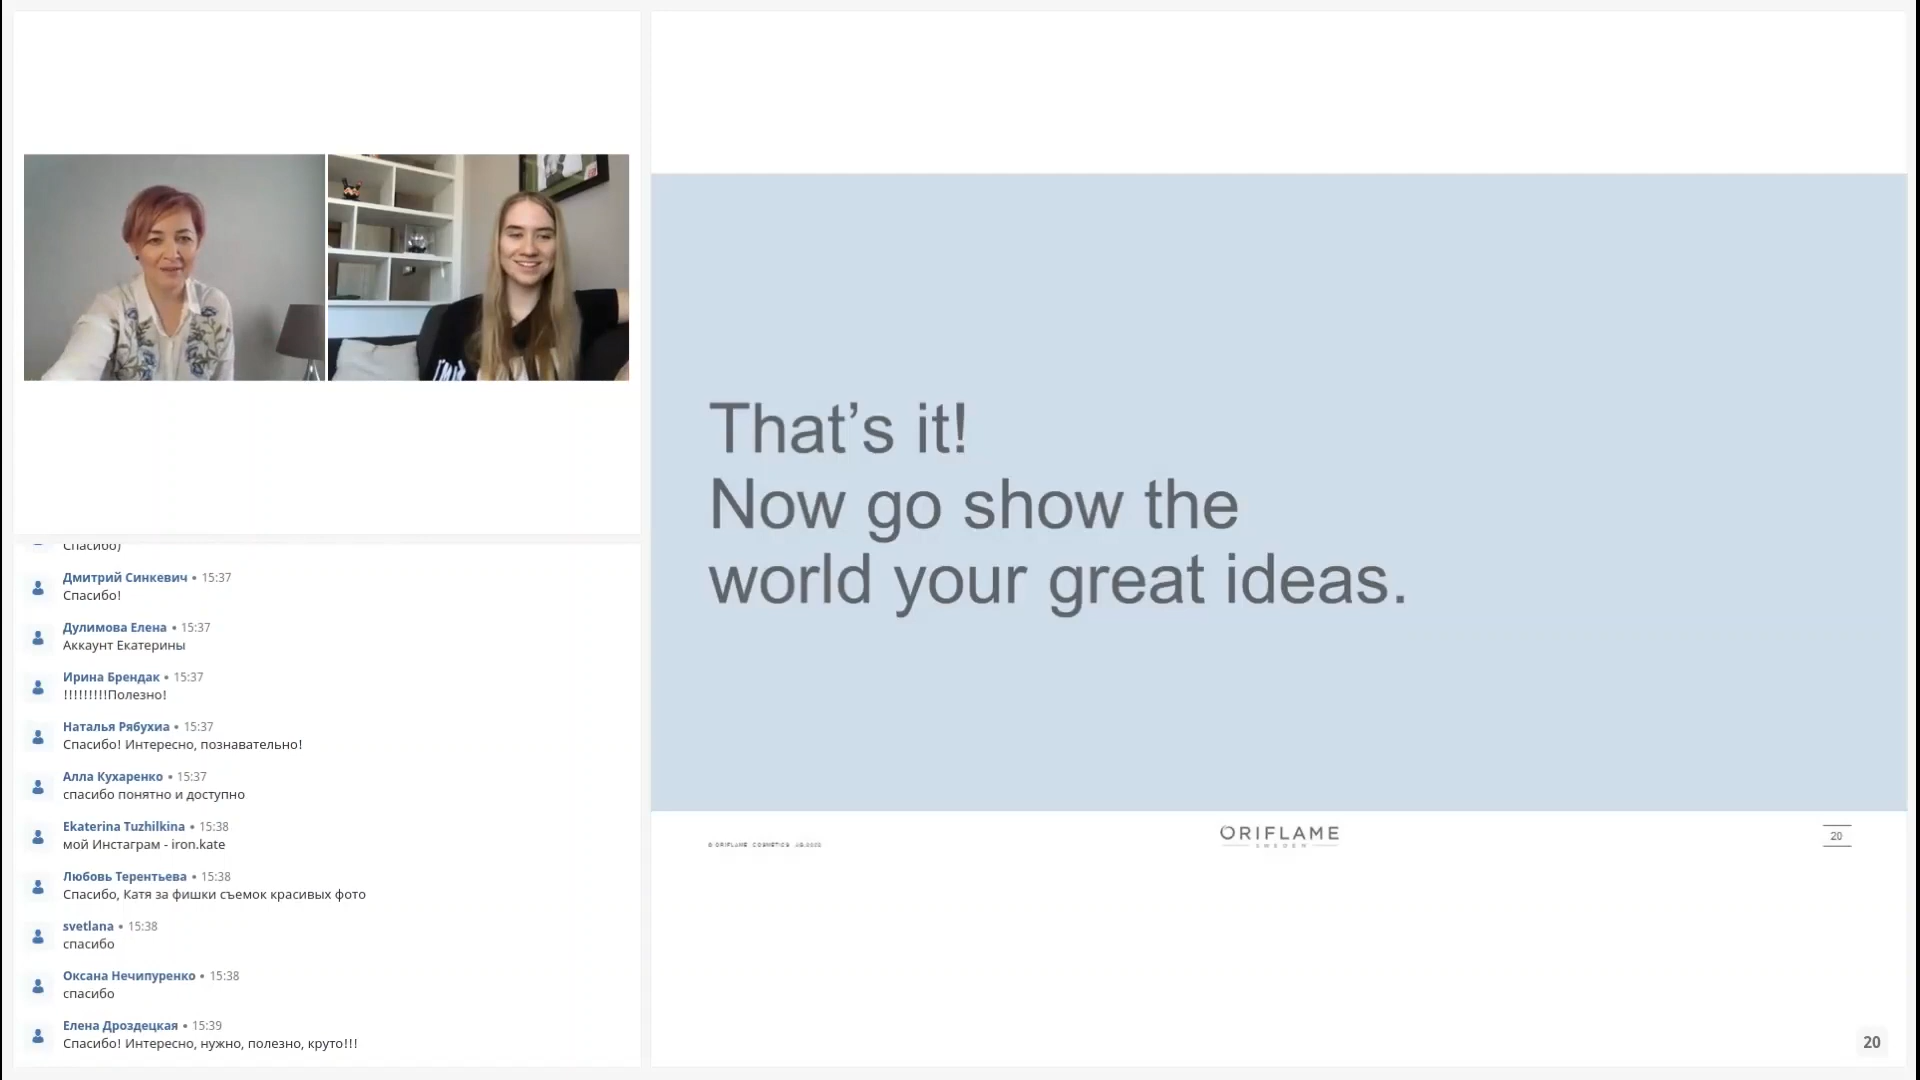 Спасибо)
Дмитрий Синкевич • 15:37
Спасибо!
Дулимова Елена • 15:37
Аккаунт Екатерины
Ирина Брендак • 15:37
!!!!!!!!!Полезно!
Наталья Рябухиа • 15:37
Спасибо! Интересно, познавательно!
Алла Кухаренко • 15:37
спасибо понятно и доступно
Ekaterina Tuzhilkina • 15:38
мой Инстаграм - iron.kate
Любовь Терентьева • 15:38
Спасибо, Катя за фишки съемок красивых фото
svetlana • 15:38
спасибо
Оксана Нечипуренко • 15:38
спасибо
Елена Дроздецкая • 15:39
Спасибо! Интересно, нужно, полезно, круто!!!
That’s it!
Now go show the
world your great ideas.
© ORIFLAME COSMETICS AG
ORIFLAME
SWEDEN
20
20